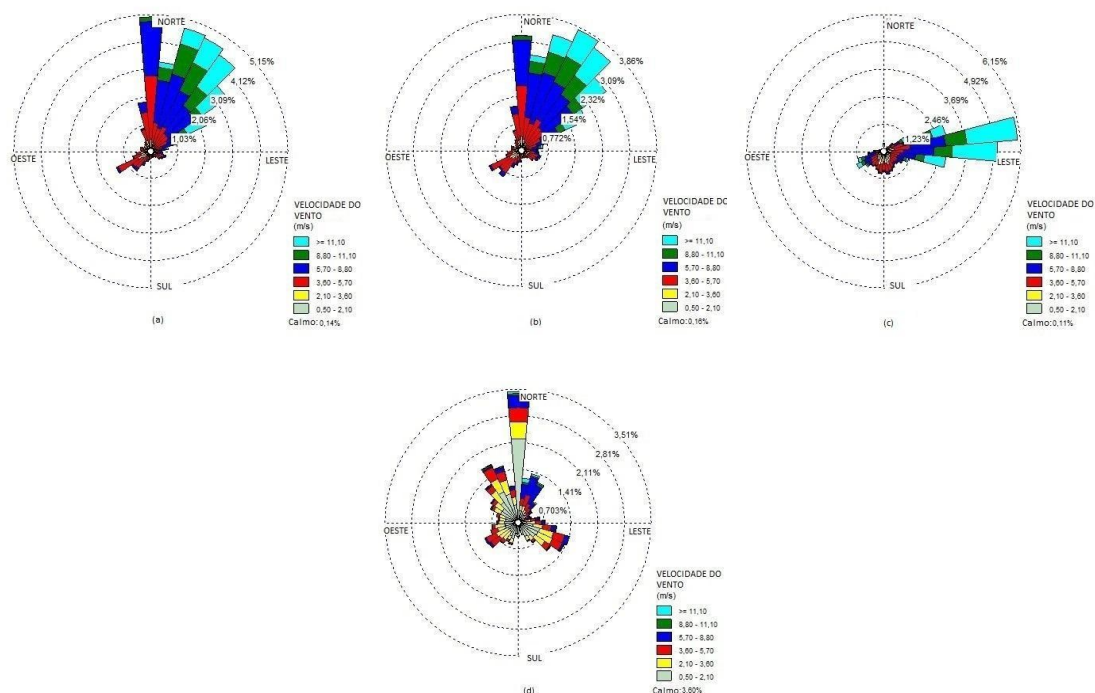 NORTE
5,15%
4,12%
3,09%
2,06%
1,03%
OESTE
LESTE
SUL
VELOCIDADE DO
VENTO
(m/s)
>= 11,10
8,80 - 11,10
5,70 - 8,80
3,60 - 5,70
2,10 - 3,60
0,50 - 2,10
Calmo: 0,14%
(a)
NORTE
3,86%
3,09%
2,32%
1,54%
0,772%
OESTE
LESTE
SUL
VELOCIDADE DO
VENTO
(m/s)
>= 11,10
8,80 - 11,10
5,70 - 8,80
3,60 - 5,70
2,10 - 3,60
0,50 - 2,10
Calmo: 0,16%
(b)
NORTE
6,15%
4,92%
3,69%
2,46%
1,23%
OESTE
LESTE
SUL
VELOCIDADE DO
VENTO
(m/s)
>= 11,10
8,80 - 11,10
5,70 - 8,80
3,60 - 5,70
2,10 - 3,60
0,50 - 2,10
Calmo: 0,11%
(c)
NORTE
3,51%
2,81%
2,11%
1,41%
0,703%
OESTE
LESTE
SUL
VELOCIDADE DO
VENTO
(m/s)
>= 11,10
8,80 - 11,10
5,70 - 8,80
3,60 - 5,70
2,10 - 3,60
0,50 - 2,10
Calmo: 3,60%
(d)